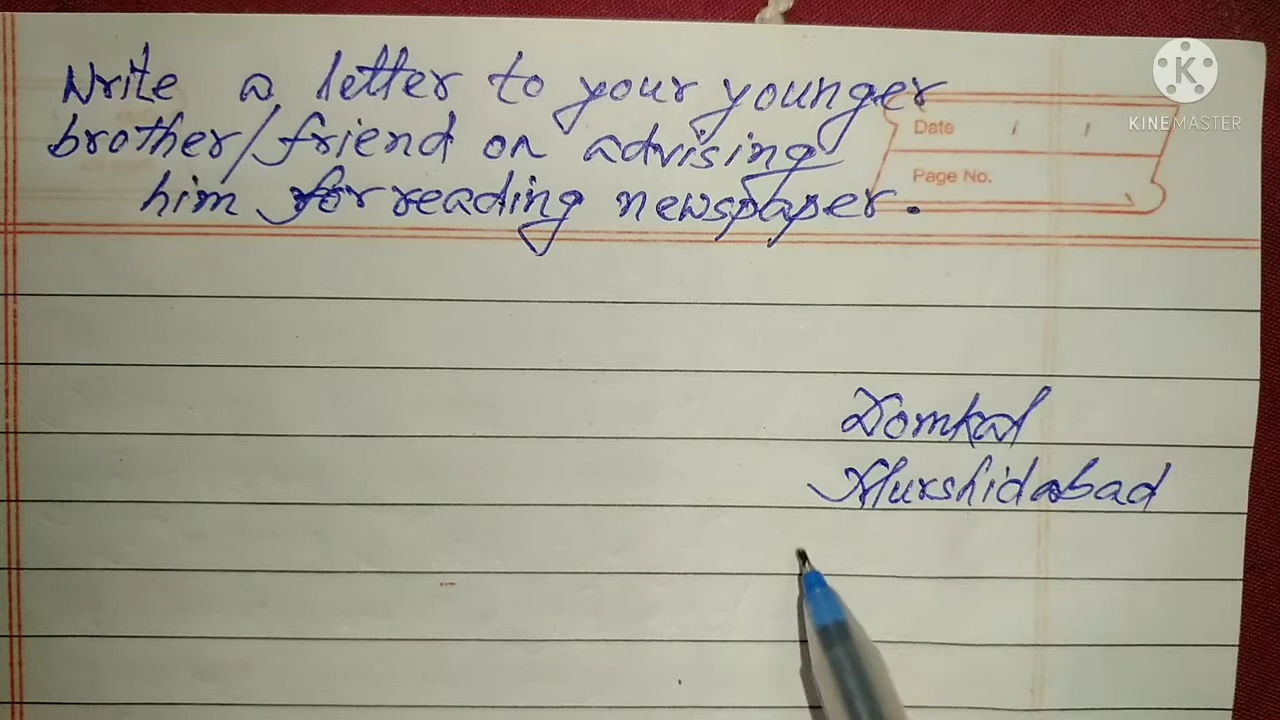 Write a letter to your younger
brother/friend on advising
him for reading newspaper.
Date / /
Page No.
KINEMASTER
Domkal
Murshidabad